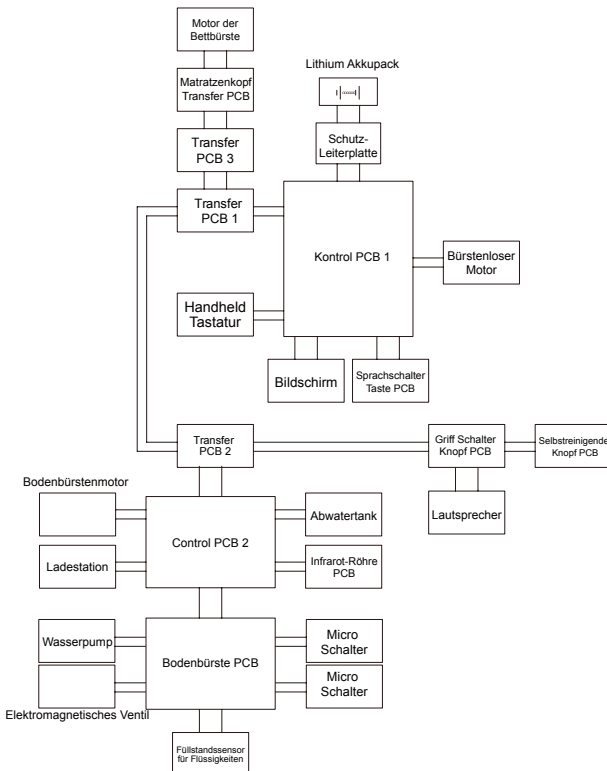 Motor der
Bettbürste
Lithium Akkupack
Matratzenkopf
Transfer PCB
Schutz-
Leiterplatte
Transfer
PCB 3
Transfer
PCB 1
Kontrol PCB 1
Bürstenloser
Motor
Handheld
Tastatur
Bildschirm
Sprachschalter
Taste PCB
Transfer
PCB 2
Griff Schalter
Knopf PCB
Selbstreinigende
Knopf PCB
Bodenbürstenmotor
Lautsprecher
Abwatertank
Control PCB 2
Ladestation
Infrarot-Röhre
PCB
Wasserpump
Bodenbürste PCB
Micro
Schalter
Micro
Schalter
Elektromagnetisches Ventil
Füllstandssensor
für Flüssigkeiten